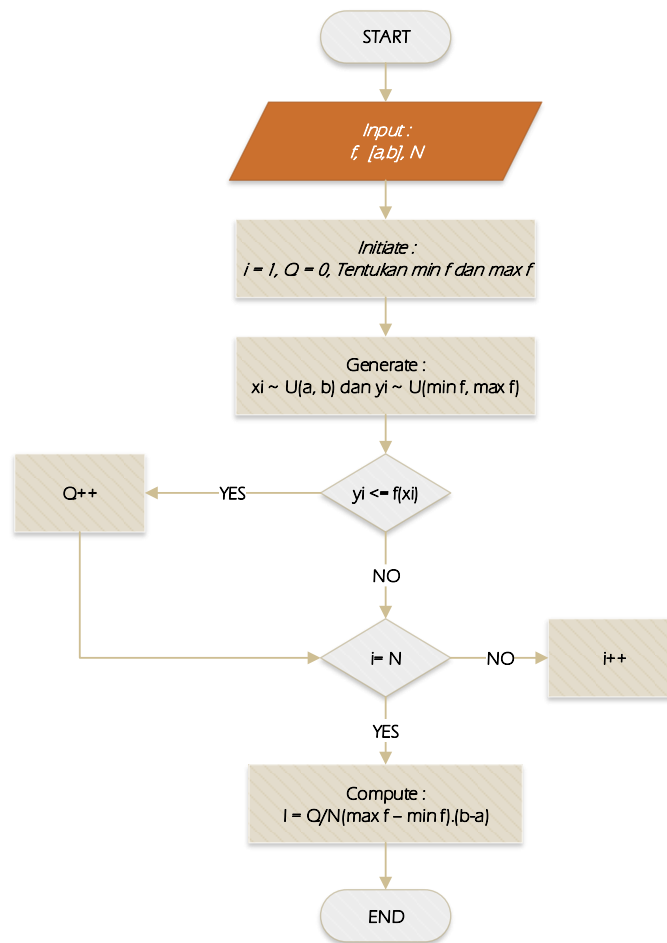 START
Input :
f, [a,b], N
Initiate :
i = 1, Q = 0, Tentukan min f dan max f
Generate :
xi ~ U(a, b) dan yi ~ U(min f, max f)
yi <= f(xi)
YES
Q++
NO
i= N
NO
i++
YES
Compute :
I = Q/N(max f – min f).(b-a)
END